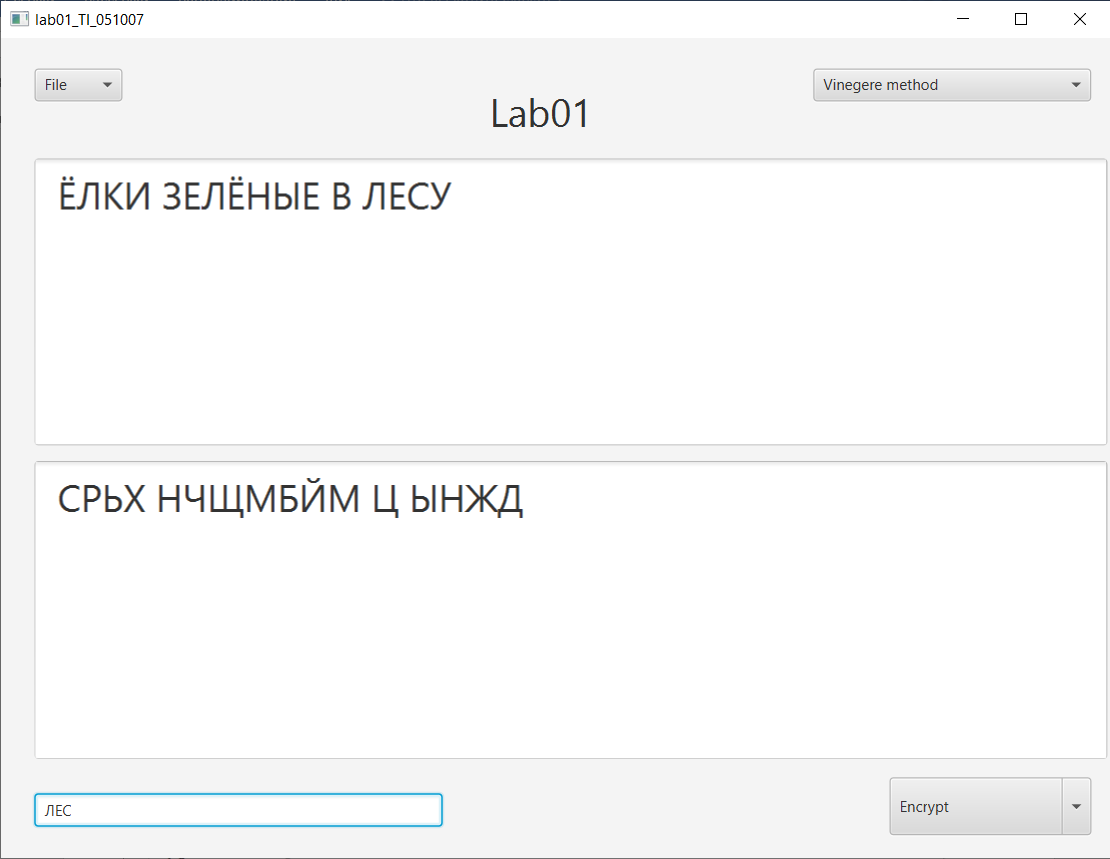 lab01_TI_051007
File
Vinegere method
Lab01
ЁЛКИ ЗЕЛЁНЫЕ В ЛЕСУ
СРЬХ НЧЩМБЙМ Ц ЫНЖД
ЛЕС
Encrypt